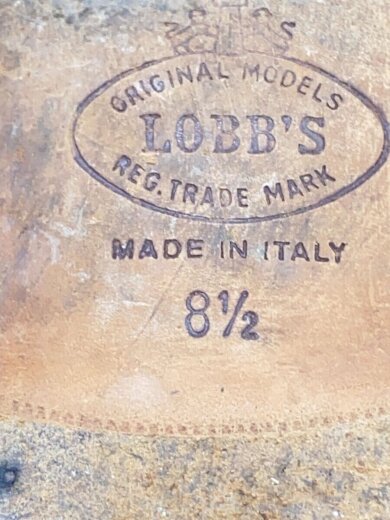 ORIGINAL MODELS
LOBB'S
REG. TRADE MARK
MADE IN ITALY
8½